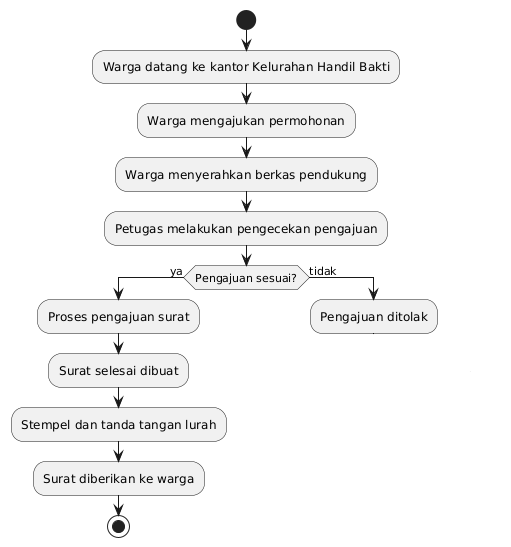 Warga datang ke kantor Kelurahan Handil Bakti
Warga mengajukan permohonan
Warga menyerahkan berkas pendukung
Petugas melakukan pengecekan pengajuan
ya
Pengajuan sesuai?
tidak
Proses pengajuan surat
Pengajuan ditolak
Surat selesai dibuat
Stempel dan tanda tangan lurah
Surat diberikan ke warga